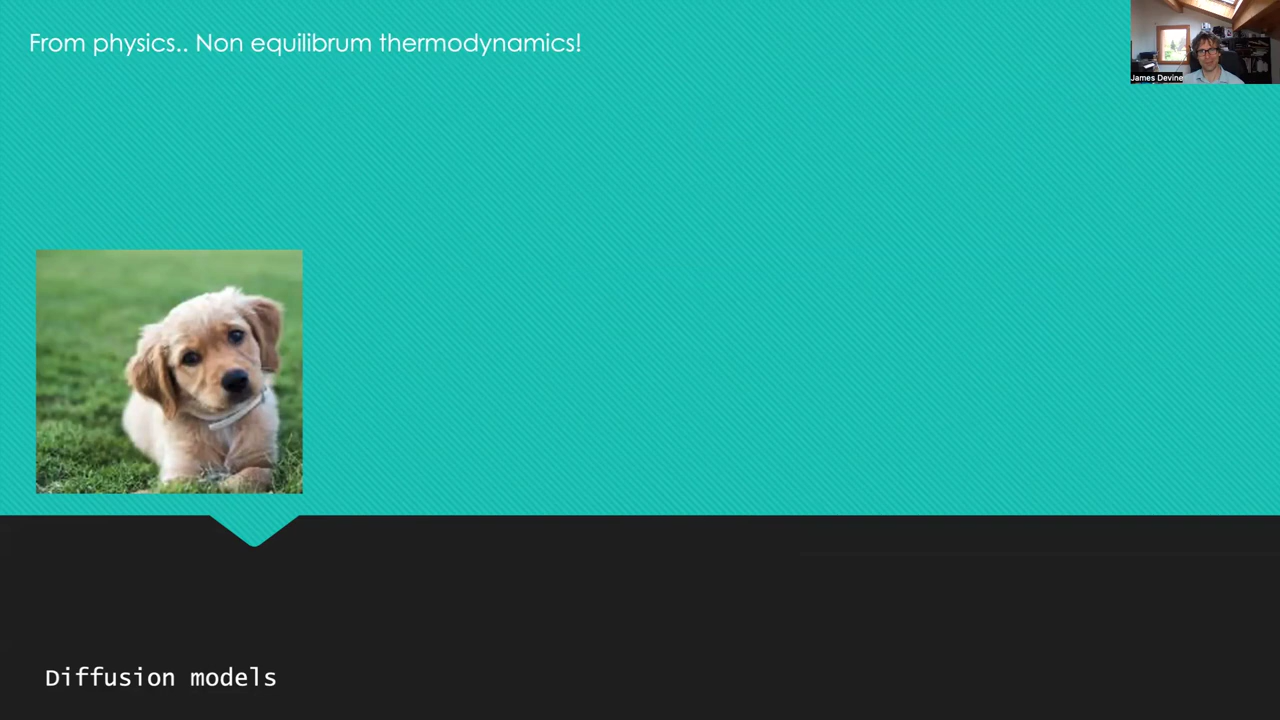 From physics.. Non equilibrum thermodynamics!
James Devine
Diffusion models